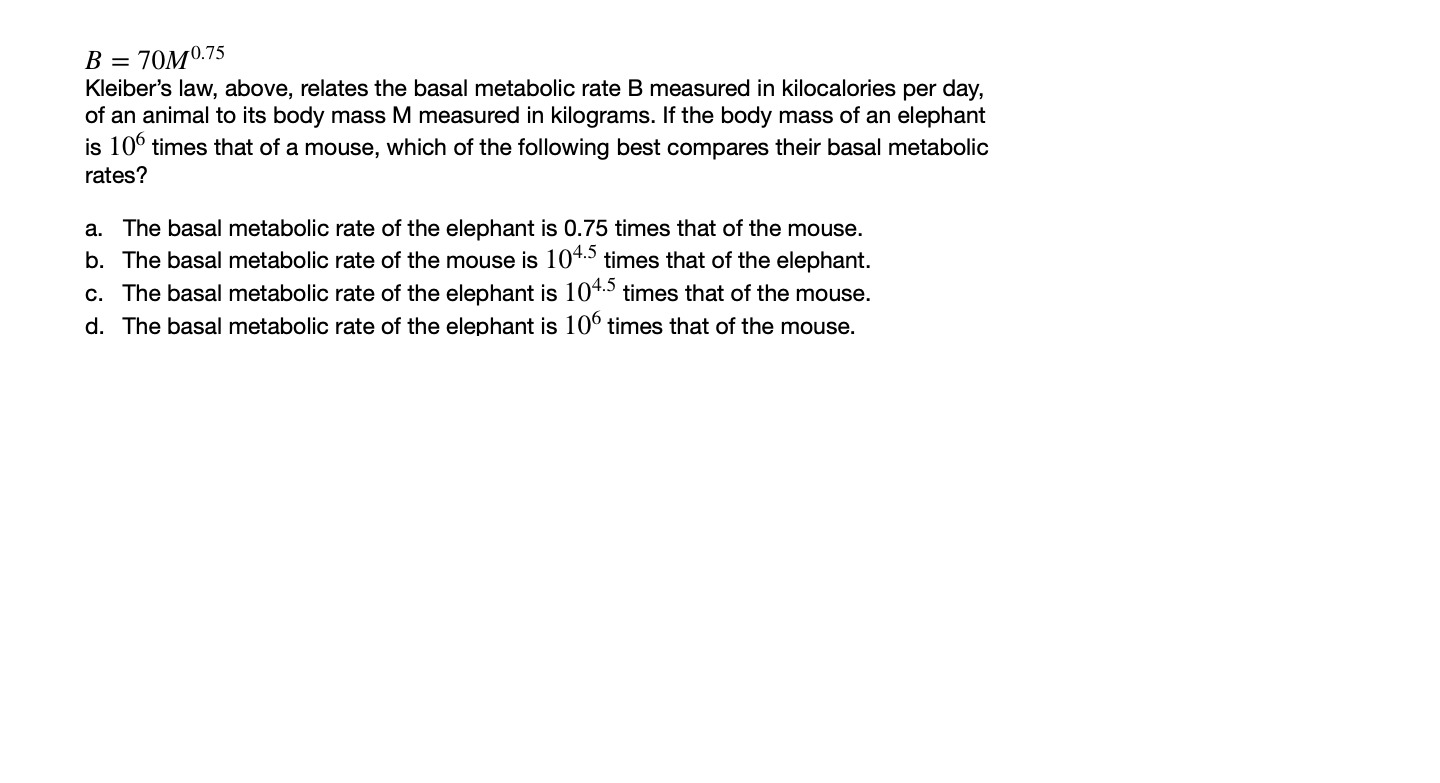 B = 70M^0.75
Kleiber’s law, above, relates the basal metabolic rate B measured in kilocalories per day,
of an animal to its body mass M measured in kilograms. If the body mass of an elephant
is 10^6 times that of a mouse, which of the following best compares their basal metabolic
rates?
a. The basal metabolic rate of the elephant is 0.75 times that of the mouse.
b. The basal metabolic rate of the mouse is 10^4.5 times that of the elephant.
c. The basal metabolic rate of the elephant is 10^4.5 times that of the mouse.
d. The basal metabolic rate of the elephant is 10^6 times that of the mouse.